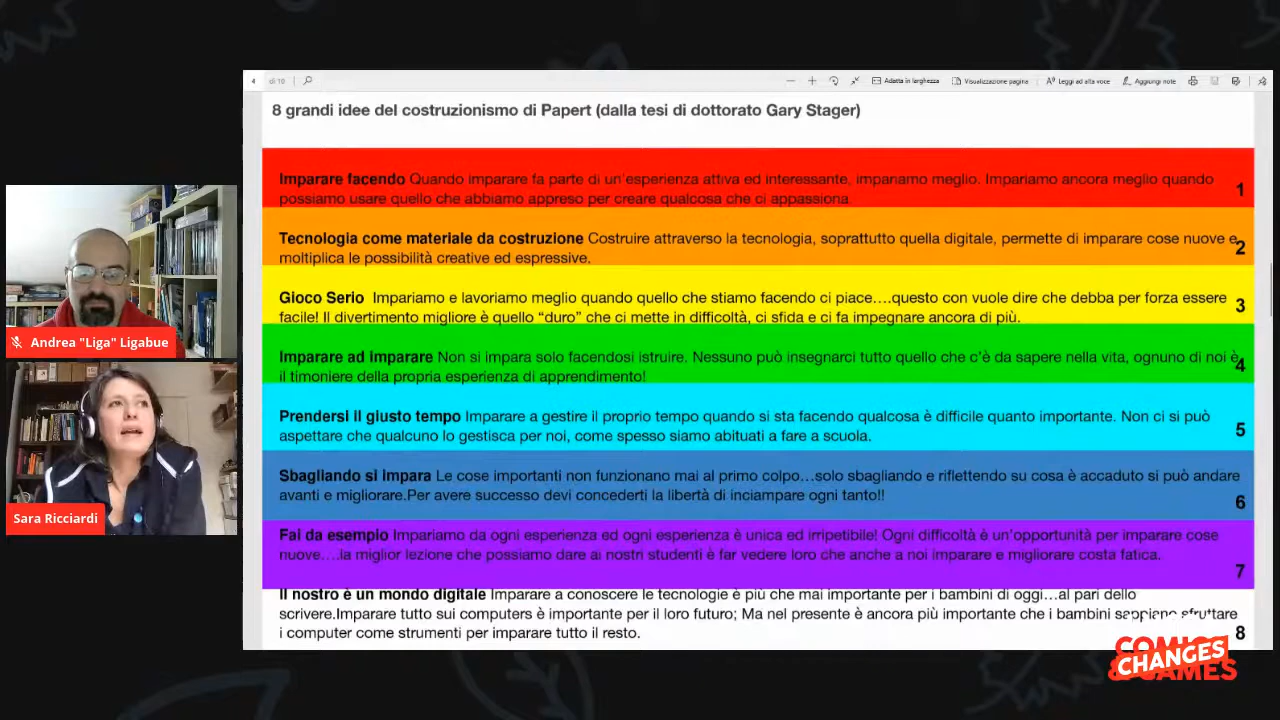 4 di 10 Adatta in larghezza Visualizzazione pagina Leggi ad alta voce Aggiungi note
8 grandi idee del costruzionismo di Papert (dalla tesi di dottorato Gary Stager)
Imparare facendo Quando imparare fa parte di un'esperienza attiva ed interessante, impariamo meglio. Impariamo ancora meglio quando
possiamo usare quello che abbiamo appreso per creare qualcosa che ci appassiona.
1
Tecnologia come materiale da costruzione Costruire attraverso la tecnologia, soprattutto quella digitale, permette di imparare cose nuove e
moltiplica le possibilità creative ed espressive.
2
Gioco Serio Impariamo e lavoriamo meglio quando quello che stiamo facendo ci piace….questo con vuole dire che debba per forza essere
facile! Il divertimento migliore è quello “duro” che ci mette in difficoltà, ci sfida e ci fa impegnare ancora di più.
3
Imparare ad imparare Non si impara solo facendosi istruire. Nessuno può insegnarci tutto quello che c'è da sapere nella vita, ognuno di noi è
il timoniere della propria esperienza di apprendimento!
4
Prendersi il giusto tempo Imparare a gestire il proprio tempo quando si sta facendo qualcosa è difficile quanto importante. Non ci si può
aspettare che qualcuno lo gestisca per noi, come spesso siamo abituati a fare a scuola.
5
Sbagliando si impara Le cose importanti non funzionano mai al primo colpo…solo sbagliando e riflettendo su cosa è accaduto si può andare
avanti e migliorare.Per avere successo devi concederti la libertà di inciampare ogni tanto!!
6
Fai da esempio Impariamo da ogni esperienza ed ogni esperienza è unica ed irripetibile! Ogni difficoltà è un'opportunità per imparare cose
nuove….la miglior lezione che possiamo dare ai nostri studenti è far vedere loro che anche a noi imparare e migliorare costa fatica.
7
Il nostro è un mondo digitale Imparare a conoscere le tecnologie è più che mai importante per i bambini di oggi…al pari dello
scrivere.Imparare tutto sui computers è importante per il loro futuro; Ma nel presente è ancora più importante che i bambini sappiano sfruttare
i computer come strumenti per imparare tutto il resto.
8
Andrea "Liga" Ligabue
Sara Ricciardi
COMICS
CHANGES
& GAMES